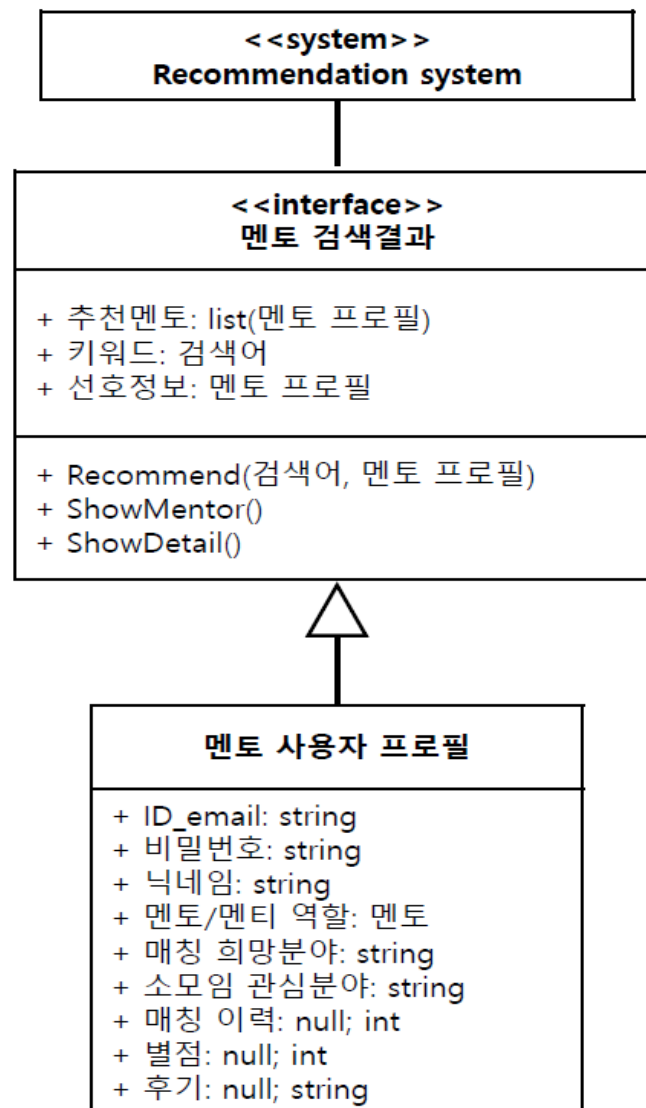 <<system>>
Recommendation system
<<interface>>
멘토 검색결과
+ 추천멘토: list(멘토 프로필)
+ 키워드: 검색어
+ 선호정보: 멘토 프로필
+ Recommend(검색어, 멘토 프로필)
+ ShowMentor()
+ ShowDetail()
멘토 사용자 프로필
+ ID_email: string
+ 비밀번호: string
+ 닉네임: string
+ 멘토/멘티 역할: 멘토
+ 매칭 희망분야: string
+ 소모임 관심분야: string
+ 매칭 이력: null; int
+ 별점: null; int
+ 후기: null; string